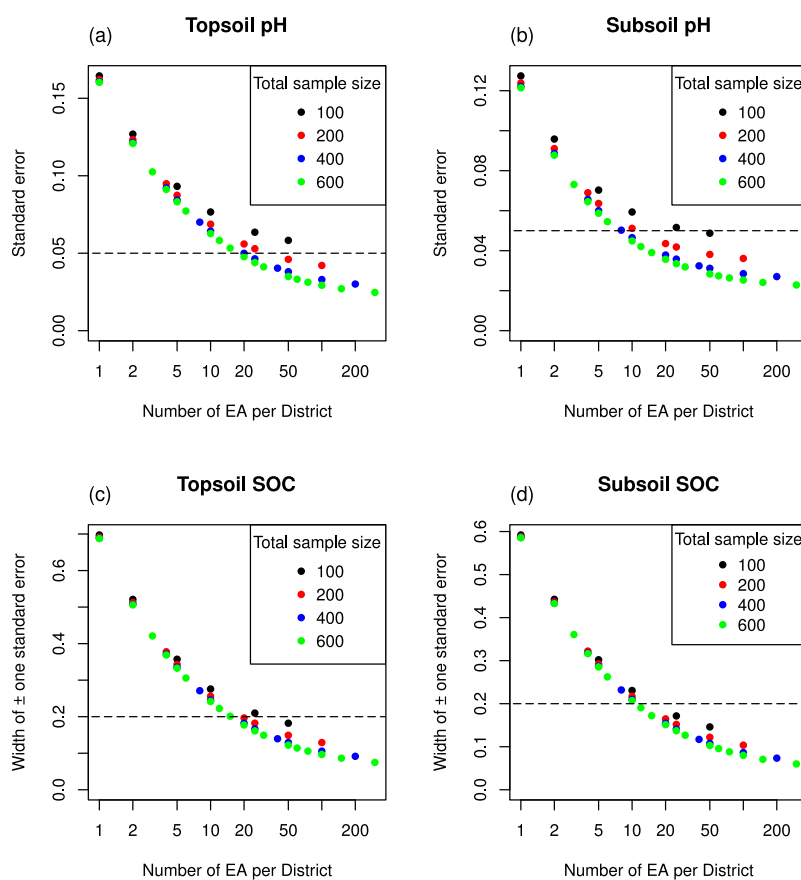 (a)
Topsoil pH
Standard error
0.00
0.05
0.10
0.15
Total sample size
100
200
400
600
1 2 5 10 20 50 200
Number of EA per District
(b)
Subsoil pH
Standard error
0.00
0.04
0.08
0.12
Total sample size
100
200
400
600
1 2 5 10 20 50 200
Number of EA per District
(c)
Topsoil SOC
Width of ± one standard error
0.0
0.2
0.4
0.6
Total sample size
100
200
400
600
1 2 5 10 20 50 200
Number of EA per District
(d)
Subsoil SOC
Width of ± one standard error
0.0
0.1
0.2
0.3
0.4
0.5
0.6
Total sample size
100
200
400
600
1 2 5 10 20 50 200
Number of EA per District